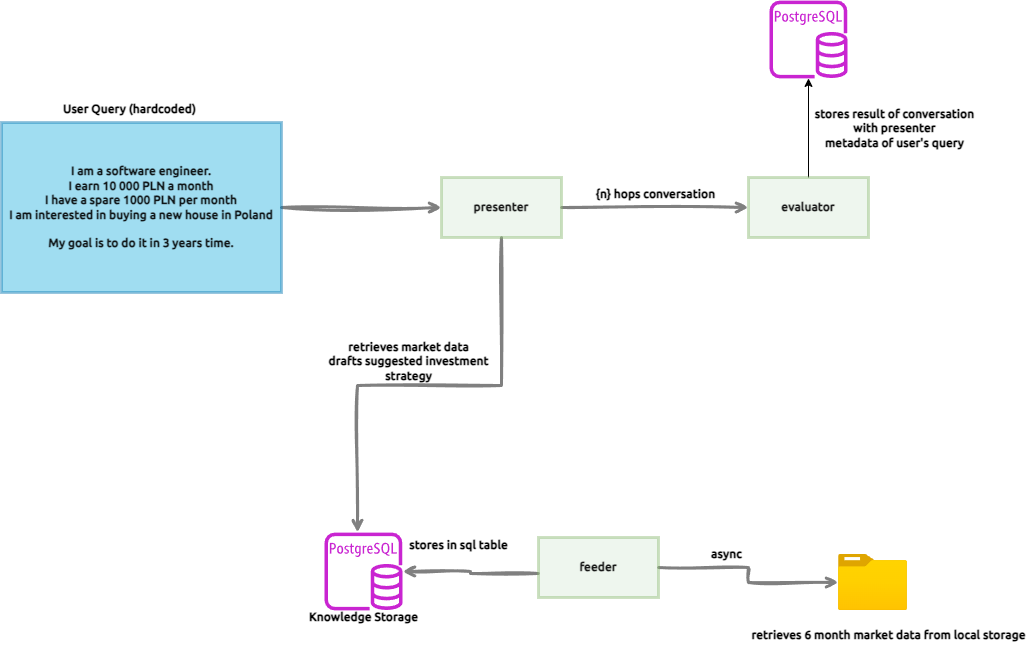 PostgreSQL
User Query (hardcoded)
stores result of conversation
with presenter
metadata of user's query
I am a software engineer.
I earn 10 000 PLN a month
I have a spare 1000 PLN per month
I am interested in buying a new house in Poland
My goal is to do it in 3 years time.
presenter
{n} hops conversation
evaluator
retrieves market data
drafts suggested investment
strategy
PostgreSQL
Knowledge Storage
stores in sql table
feeder
async
retrieves 6 month market data from local storage